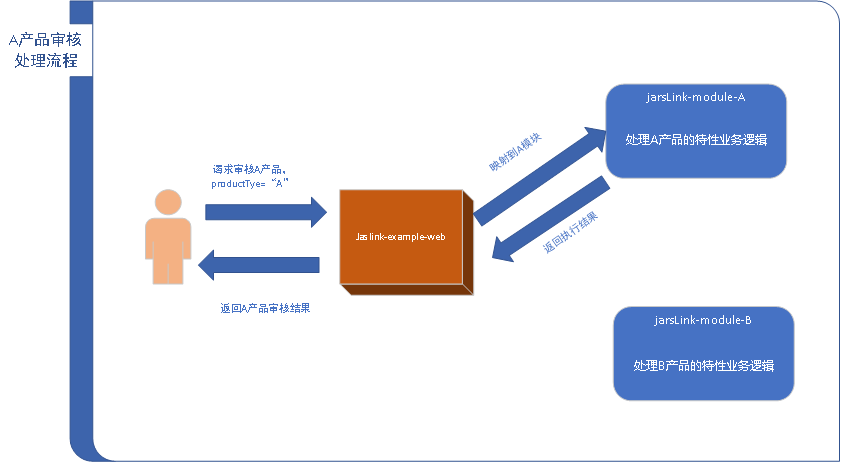 A产品审核
处理流程
jarsLink-module-A
处理A产品的特性业务逻辑
映射到A模块
请求审核A产品,
productTye=“A”
Jaslink-example-web
返回执行结果
返回A产品审核结果
jarsLink-module-B
处理B产品的特性业务逻辑